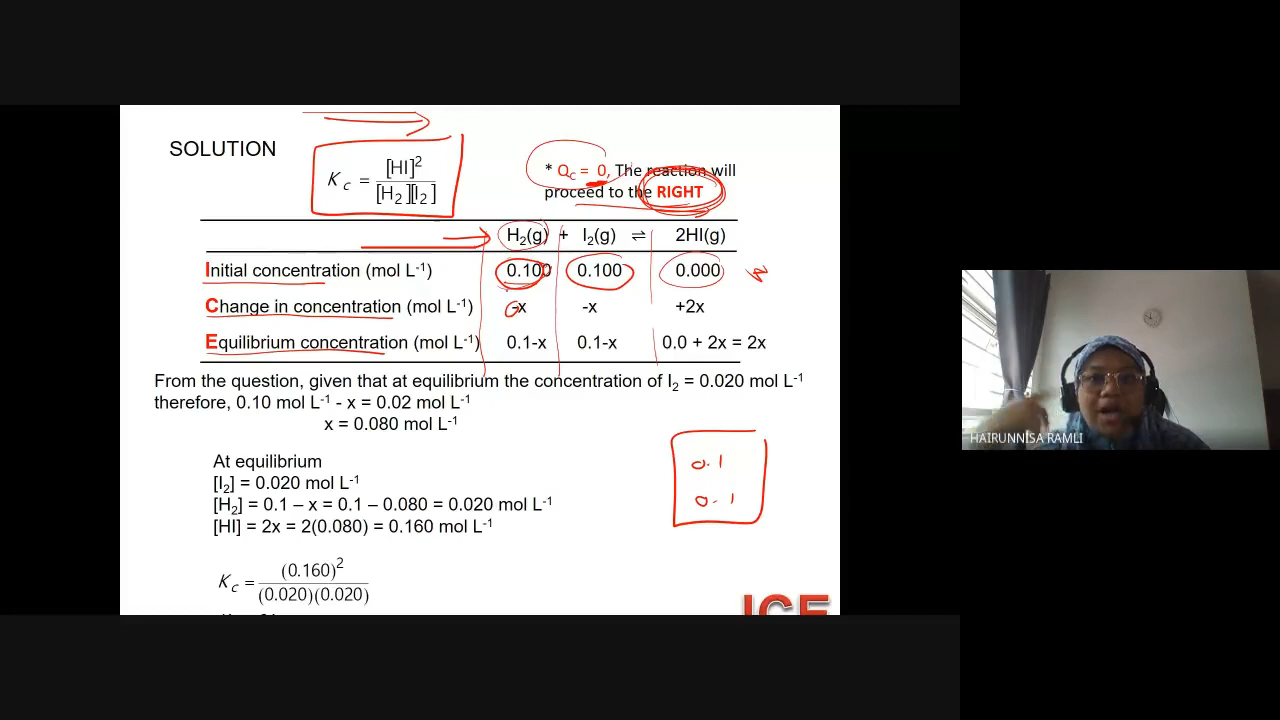 SOLUTION
K c = [HI]² / [H₂][I₂]
* Q꜀ = 0, The reaction will
proceed to the RIGHT
H₂(g) + I₂(g) ⇌ 2HI(g)
Initial concentration (mol L⁻¹) 0.100 0.100 0.000
Change in concentration (mol L⁻¹) -x -x +2x
Equilibrium concentration (mol L⁻¹) 0.1-x 0.1-x 0.0 + 2x = 2x
From the question, given that at equilibrium the concentration of I₂ = 0.020 mol L⁻¹
therefore, 0.10 mol L⁻¹ - x = 0.02 mol L⁻¹
x = 0.080 mol L⁻¹
At equilibrium
[I₂] = 0.020 mol L⁻¹
[H₂] = 0.1 – x = 0.1 – 0.080 = 0.020 mol L⁻¹
[HI] = 2x = 2(0.080) = 0.160 mol L⁻¹
0.1
0.1
K c = (0.160)² / (0.020)(0.020)
ICE
HAIRUNNISA RAMLI